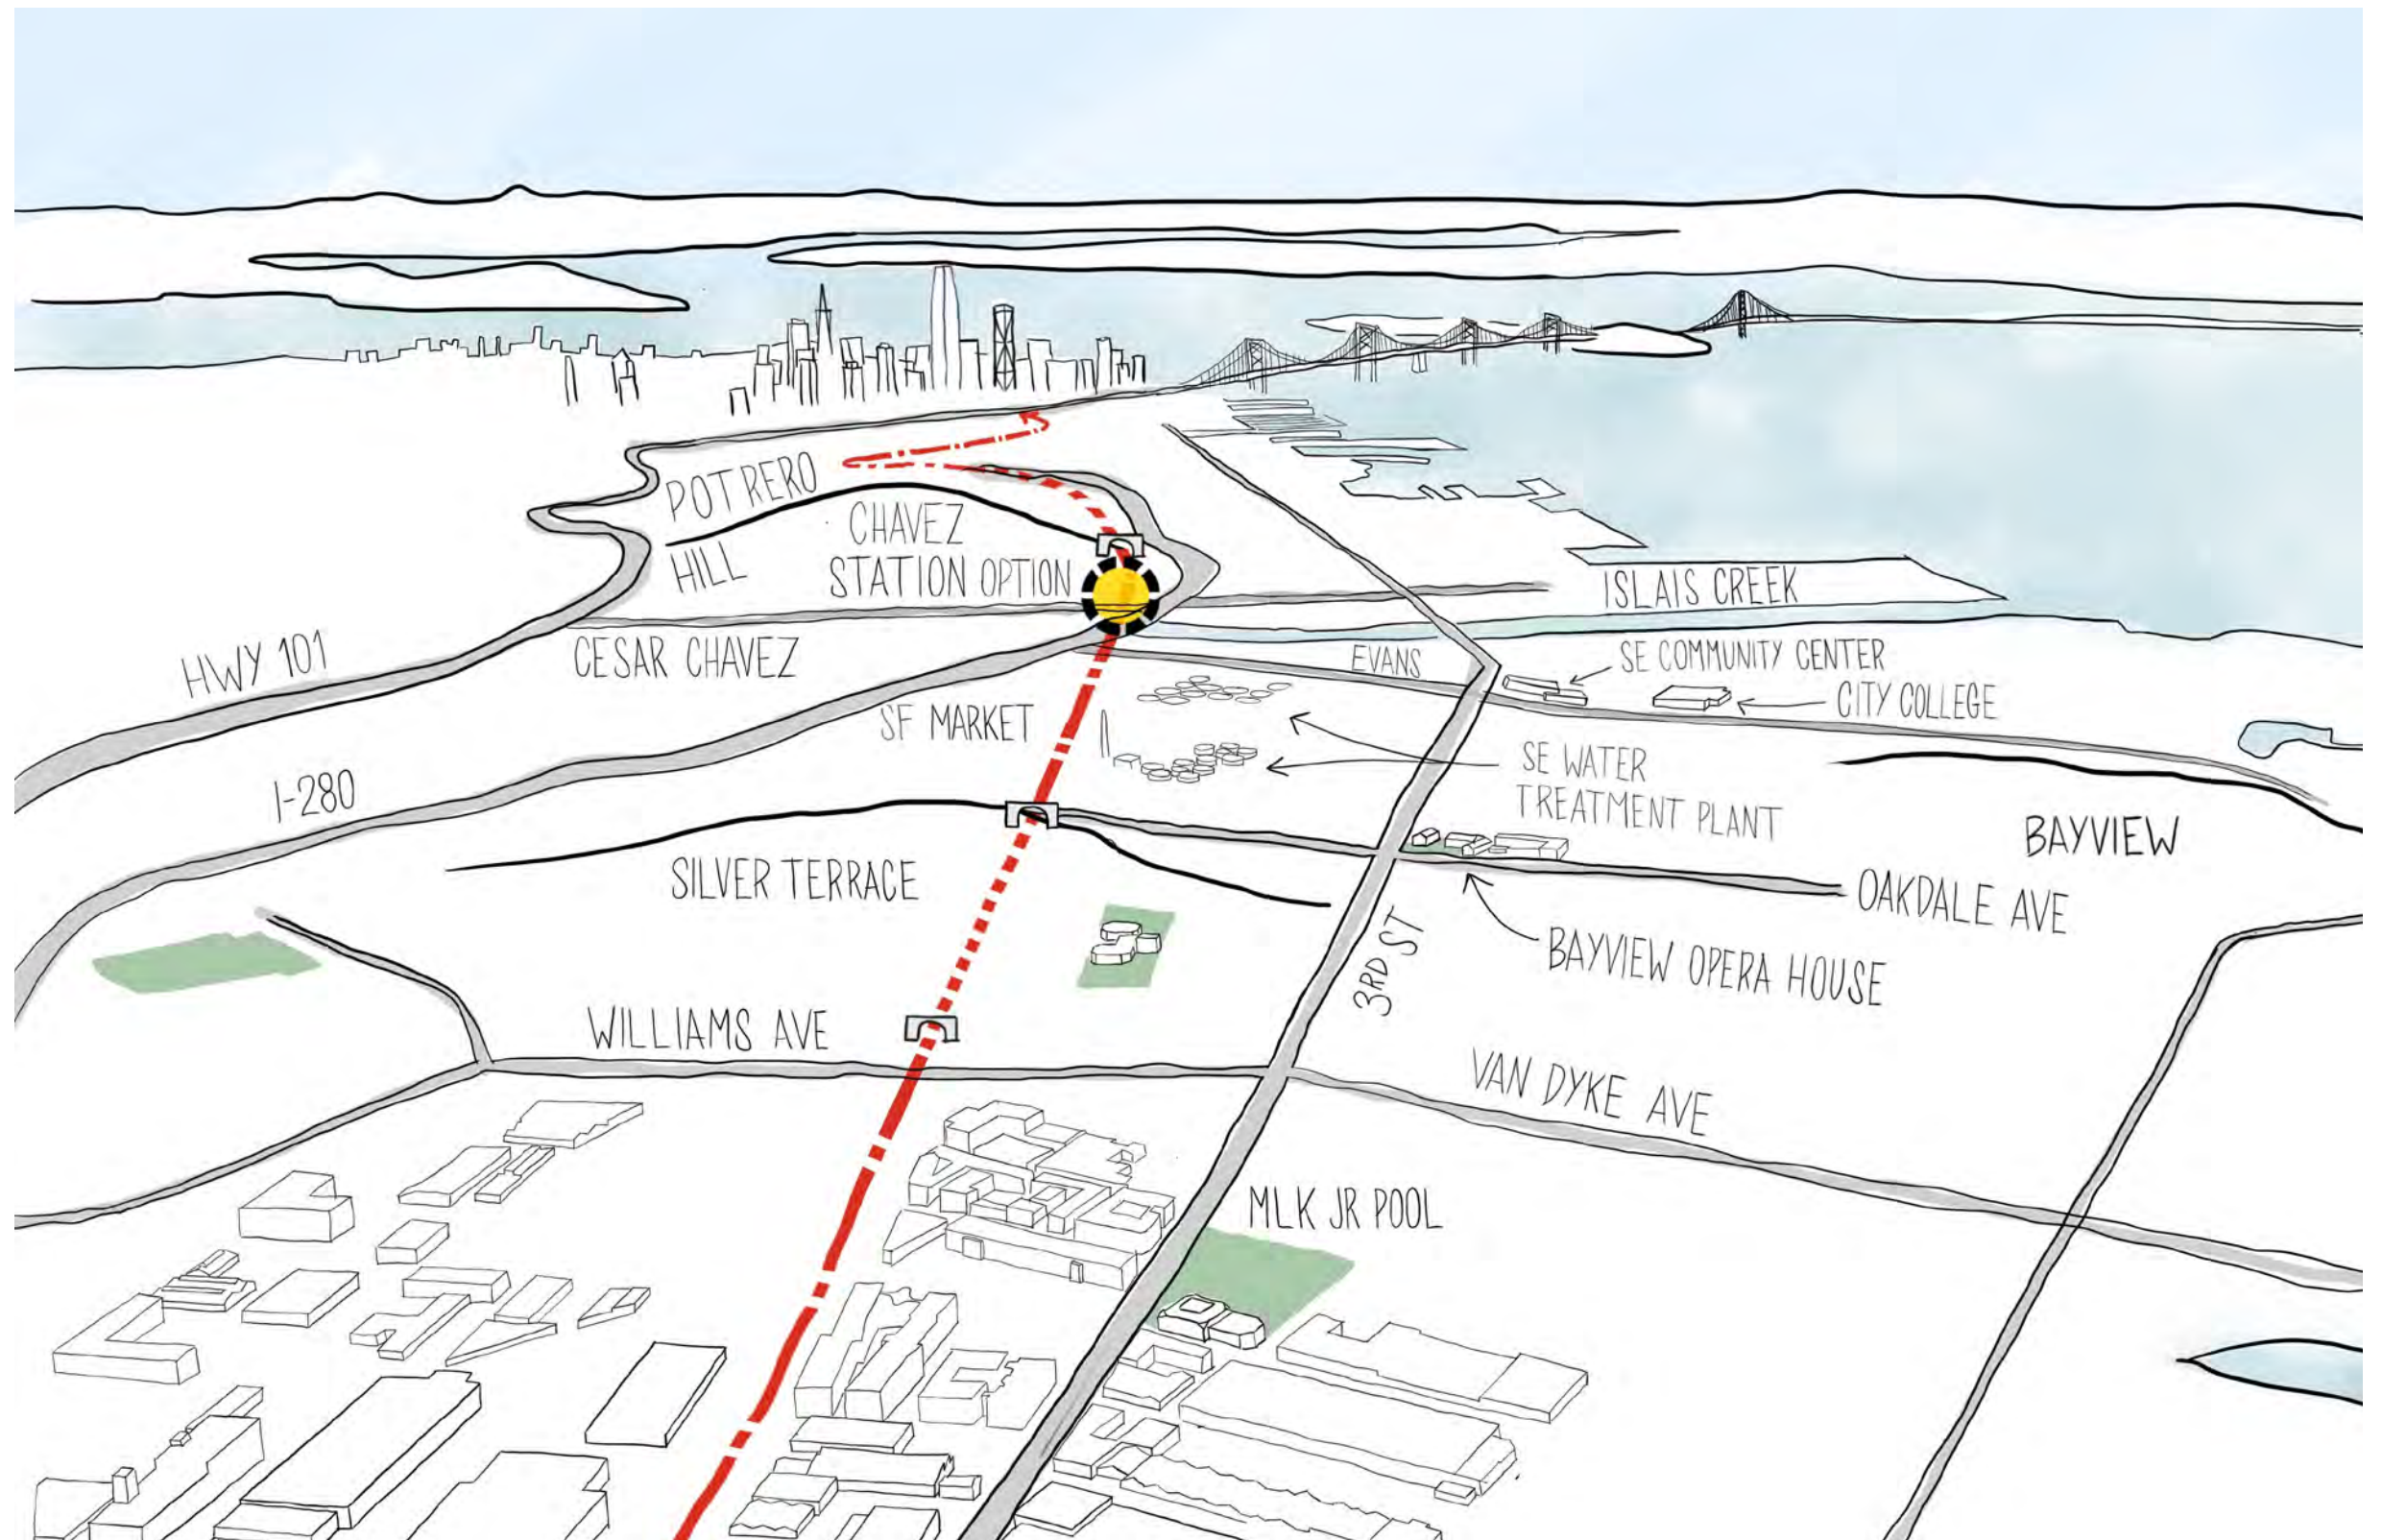 POTRERO
HILL
CHAVEZ
STATION OPTION
ISLAIS CREEK
HWY 101
CESAR CHAVEZ
EVANS
SE COMMUNITY CENTER
CITY COLLEGE
SF MARKET
I-280
SE WATER
TREATMENT PLANT
BAYVIEW
SILVER TERRACE
OAKDALE AVE
3RD ST
BAYVIEW OPERA HOUSE
WILLIAMS AVE
VAN DYKE AVE
MLK JR POOL